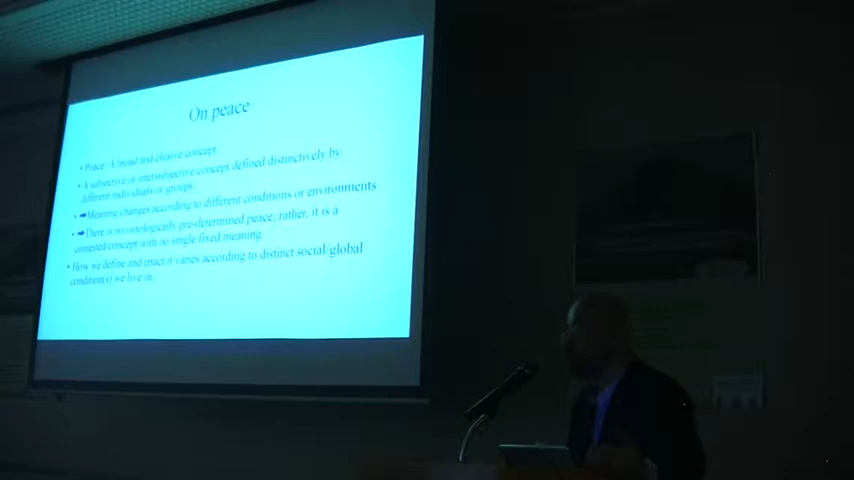 On peace
• Peace: A broad and elusive concept
• A subjective or intersubjective concept defined distinctively by
different individuals or groups.
• ➡Meaning changes according to different conditions or environments
• ➡There is no ontologically pre-determined peace; rather, it is a
contested concept with no single fixed meaning.
• How we define and enact it varies according to distinct social/global
condition(s) we live in.